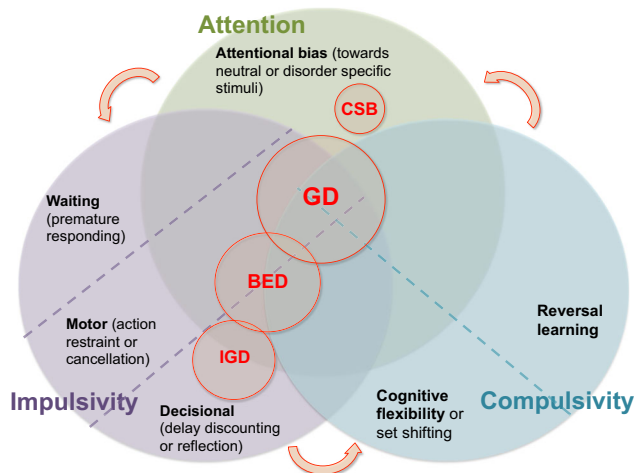 Attention
Attentional bias (towards
neutral or disorder specific
stimuli)
CSB
GD
Waiting
(premature
responding)
BED
Motor (action
restraint or
cancellation)
IGD
Reversal
learning
Impulsivity
Decisional
(delay discounting
or reflection)
Cognitive
flexibility or
set shifting
Compulsivity